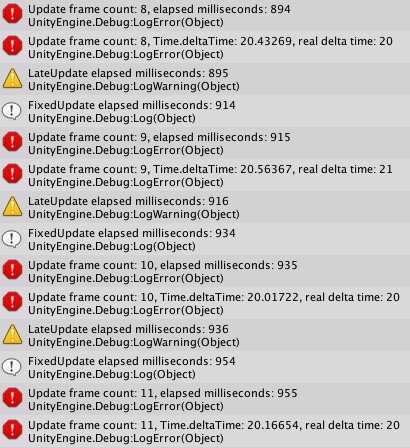 Update frame count: 8, elapsed milliseconds: 894
UnityEngine.Debug:LogError(Object)
Update frame count: 8, Time.deltaTime: 20.43269, real delta time: 20
UnityEngine.Debug:LogError(Object)
LateUpdate elapsed milliseconds: 895
UnityEngine.Debug:LogWarning(Object)
FixedUpdate elapsed milliseconds: 914
UnityEngine.Debug:Log(Object)
Update frame count: 9, elapsed milliseconds: 915
UnityEngine.Debug:LogError(Object)
Update frame count: 9, Time.deltaTime: 20.56367, real delta time: 21
UnityEngine.Debug:LogError(Object)
LateUpdate elapsed milliseconds: 916
UnityEngine.Debug:LogWarning(Object)
FixedUpdate elapsed milliseconds: 934
UnityEngine.Debug:Log(Object)
Update frame count: 10, elapsed milliseconds: 935
UnityEngine.Debug:LogError(Object)
Update frame count: 10, Time.deltaTime: 20.01722, real delta time: 20
UnityEngine.Debug:LogError(Object)
LateUpdate elapsed milliseconds: 936
UnityEngine.Debug:LogWarning(Object)
FixedUpdate elapsed milliseconds: 954
UnityEngine.Debug:Log(Object)
Update frame count: 11, elapsed milliseconds: 955
UnityEngine.Debug:LogError(Object)
Update frame count: 11, Time.deltaTime: 20.16654, real delta time: 20
UnityEngine.Debug:LogError(Object)